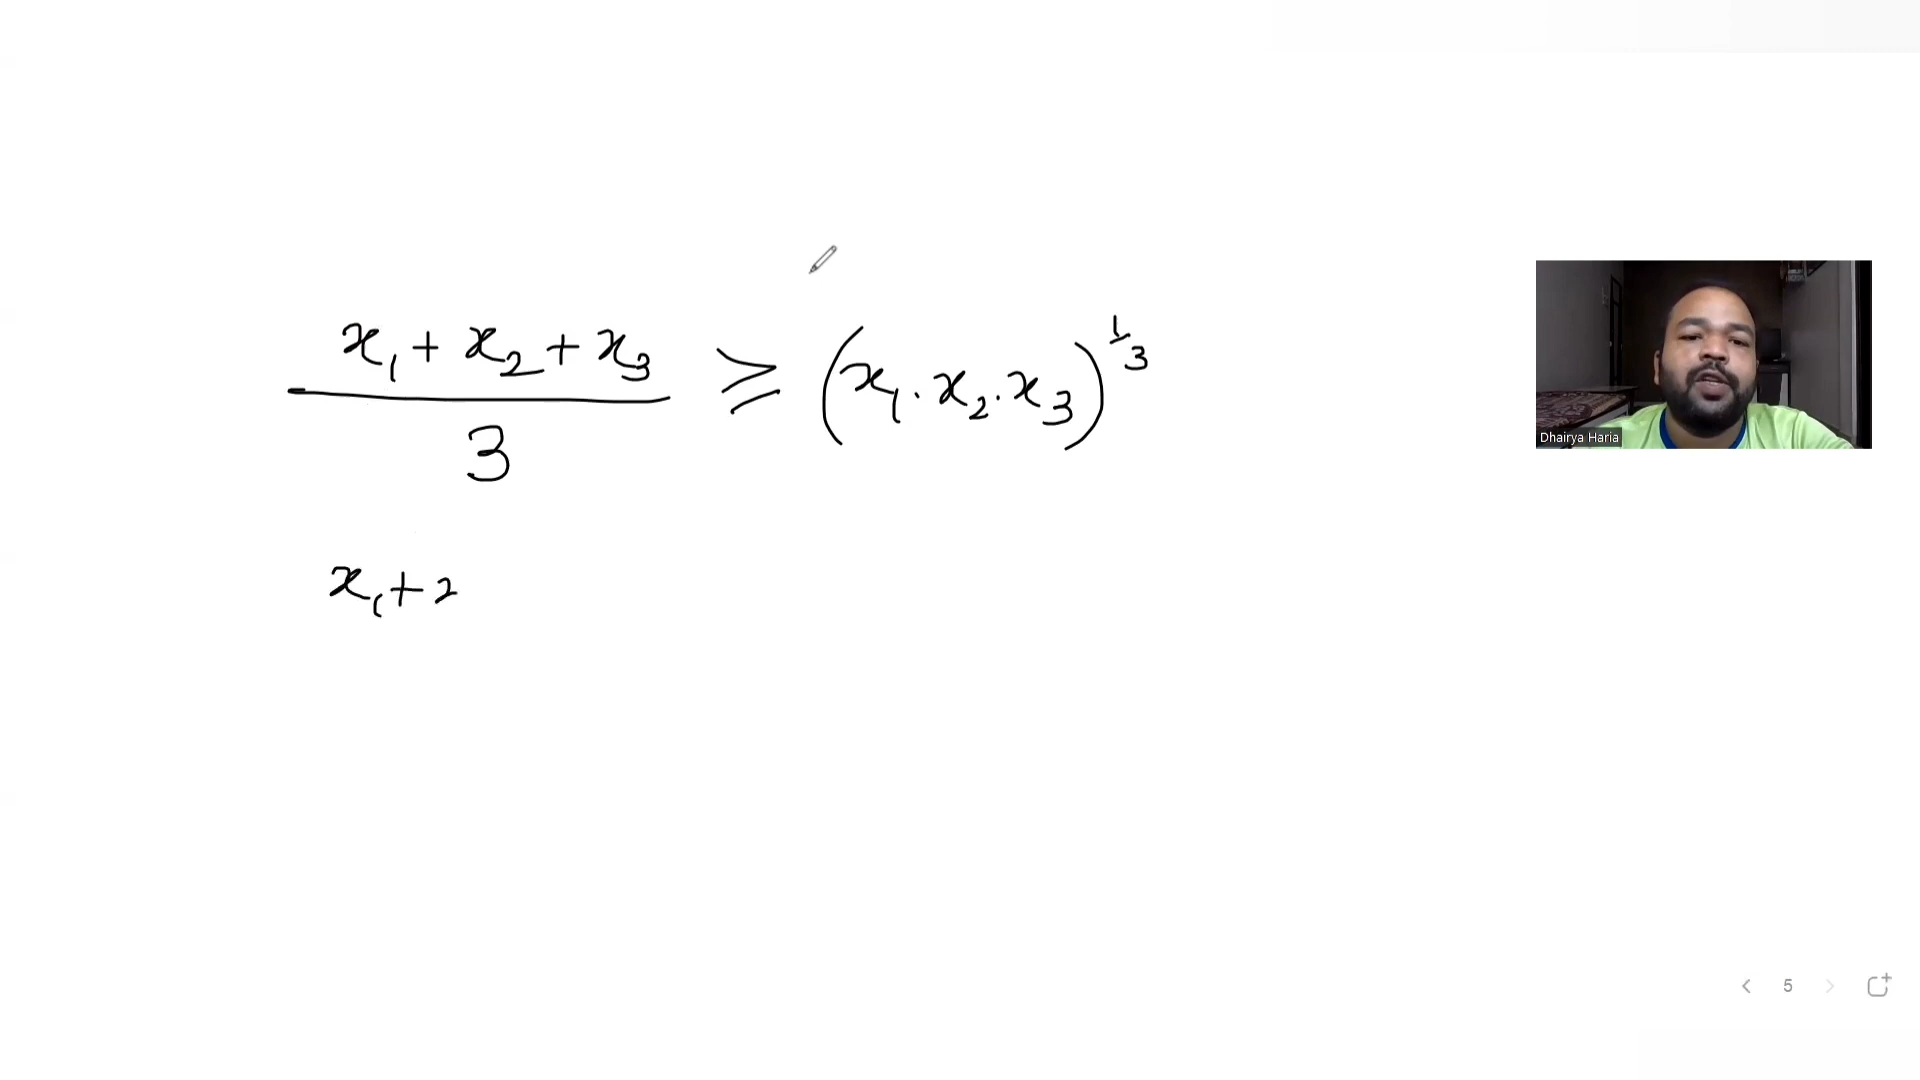 x₁ + x₂ + x₃ / 3 ≥ (x₁ . x₂ . x₃)^1/3
Dhairya Haria
x₁ + 2
5